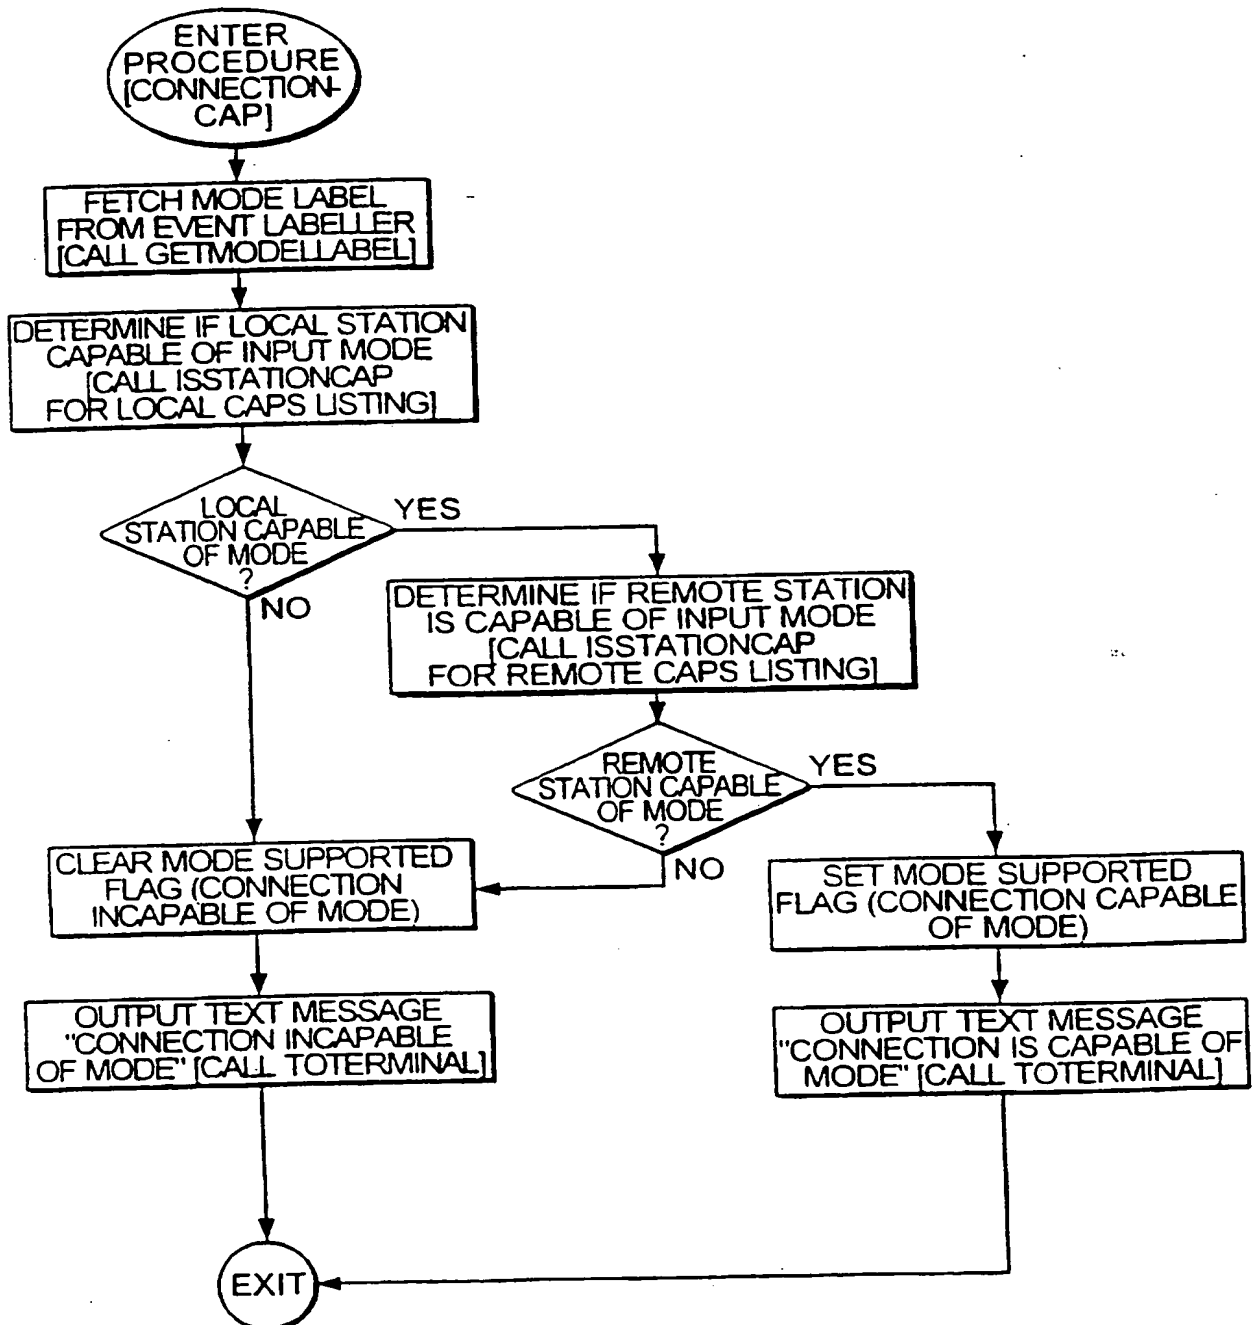 ENTER
PROCEDURE
[CONNECTION-
CAP]
FETCH MODE LABEL
FROM EVENT LABELLER
[CALL GETMODELLABEL]
DETERMINE IF LOCAL STATION
CAPABLE OF INPUT MODE
[CALL ISSTATIONCAP
FOR LOCAL CAPS LISTING]
LOCAL
STATION CAPABLE
OF MODE
?
YES
NO
DETERMINE IF REMOTE STATION
IS CAPABLE OF INPUT MODE
[CALL ISSTATIONCAP
FOR REMOTE CAPS LISTING]
REMOTE
STATION CAPABLE
OF MODE
?
YES
NO
CLEAR MODE SUPPORTED
FLAG (CONNECTION
INCAPABLE OF MODE)
SET MODE SUPPORTED
FLAG (CONNECTION CAPABLE
OF MODE)
OUTPUT TEXT MESSAGE
"CONNECTION INCAPABLE
OF MODE" [CALL TOTERMINAL]
OUTPUT TEXT MESSAGE
"CONNECTION IS CAPABLE OF
MODE" [CALL TOTERMINAL]
EXIT